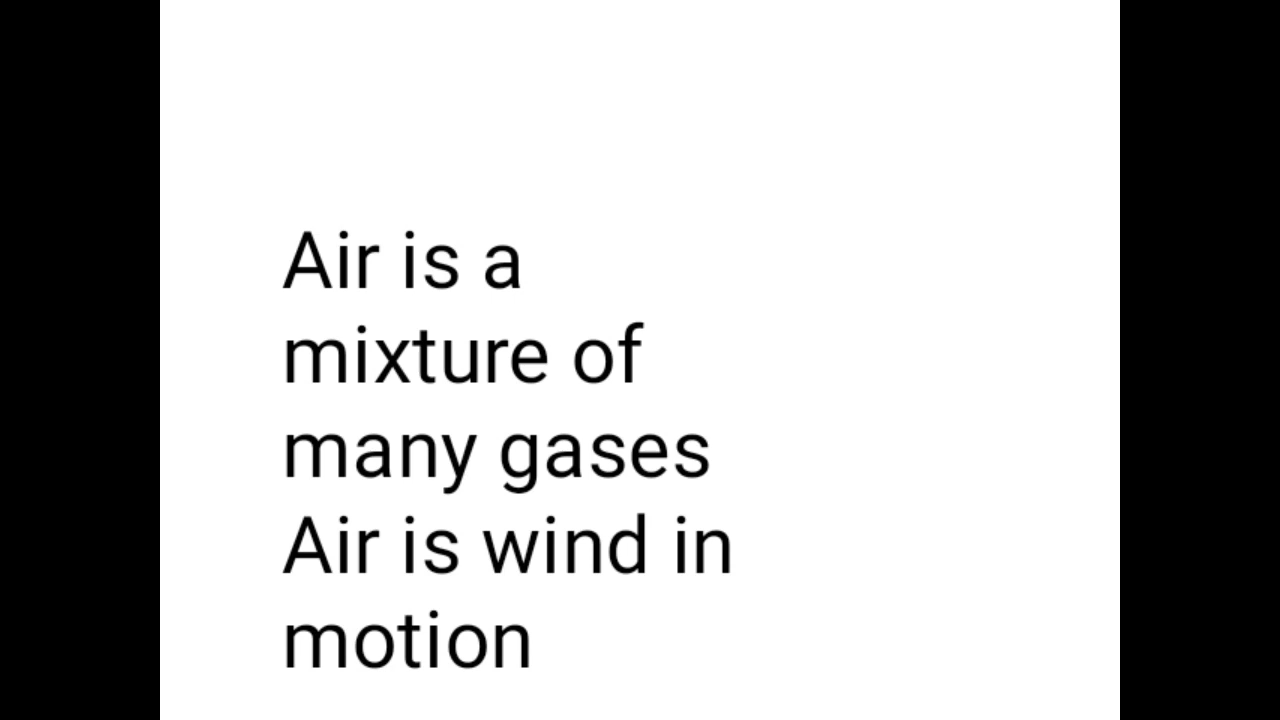 Air is a
mixture of
many gases
Air is wind in
motion